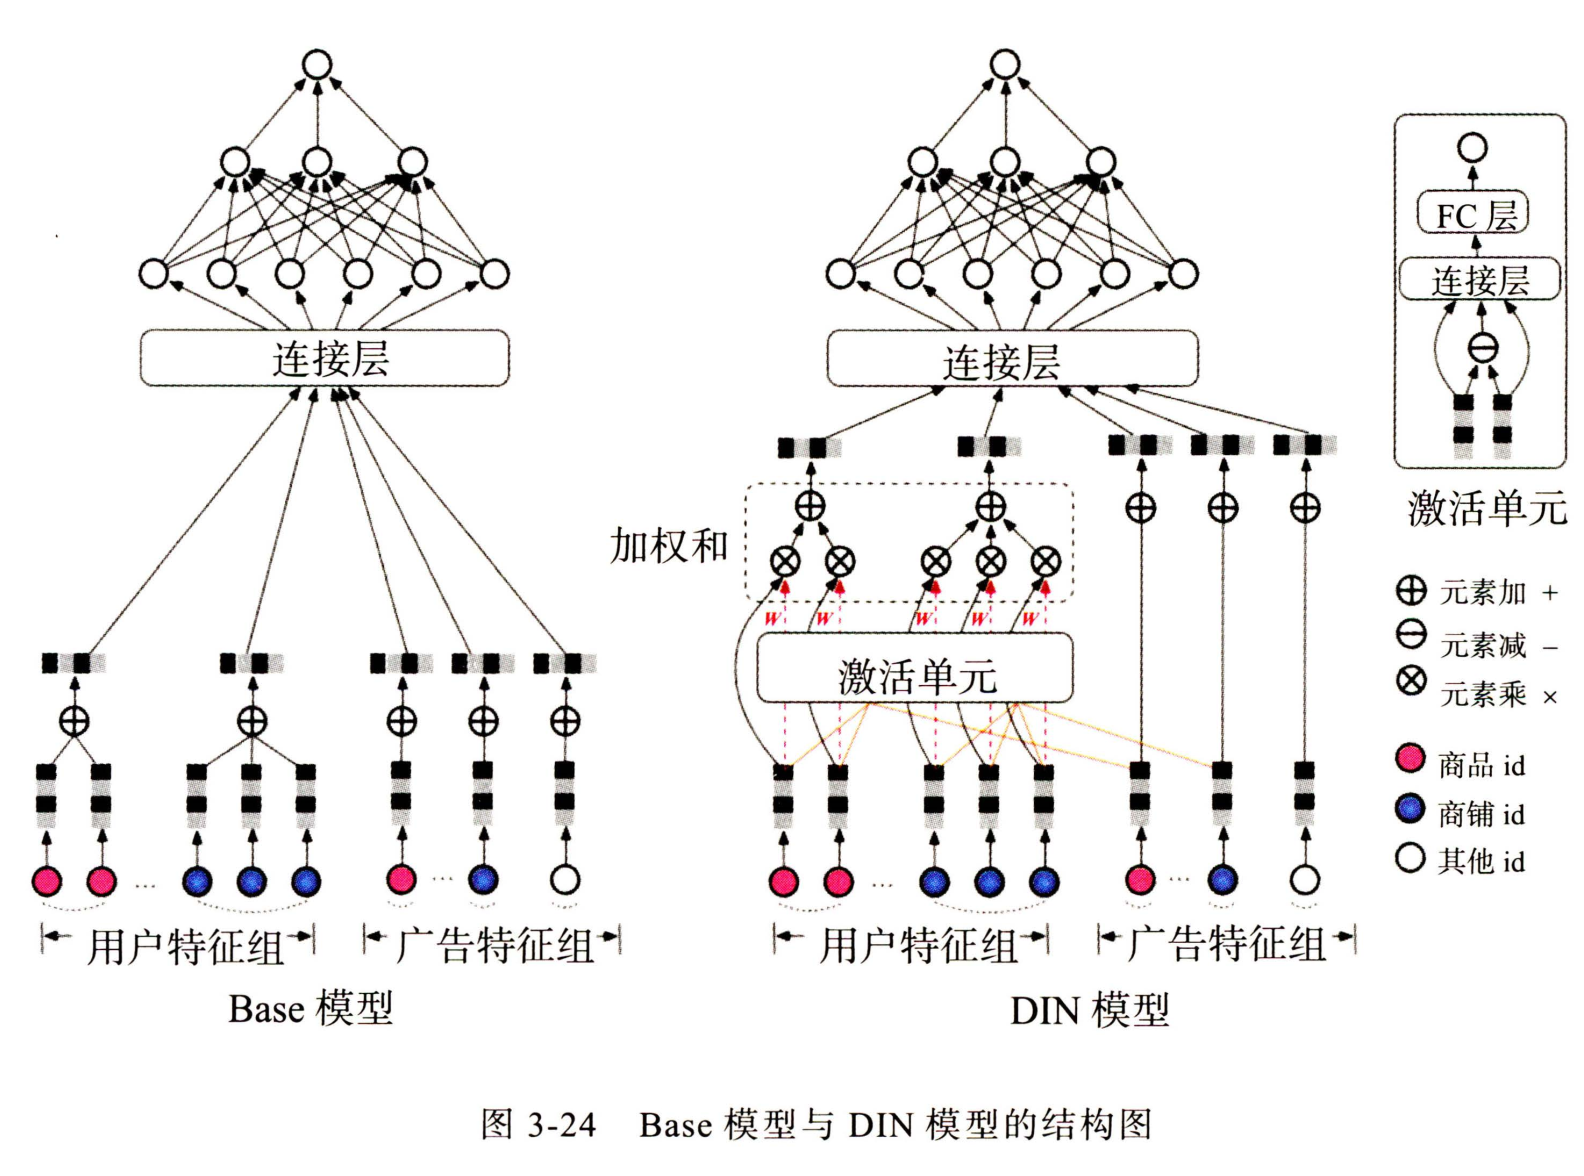 连接层
用户特征组
广告特征组
Base 模型
连接层
加权和
w w w w w
激活单元
用户特征组
广告特征组
DIN 模型
FC 层
连接层
激活单元
元素加 +
元素减 −
元素乘 ×
商品 id
商铺 id
其他 id
图 3-24 Base 模型与 DIN 模型的结构图